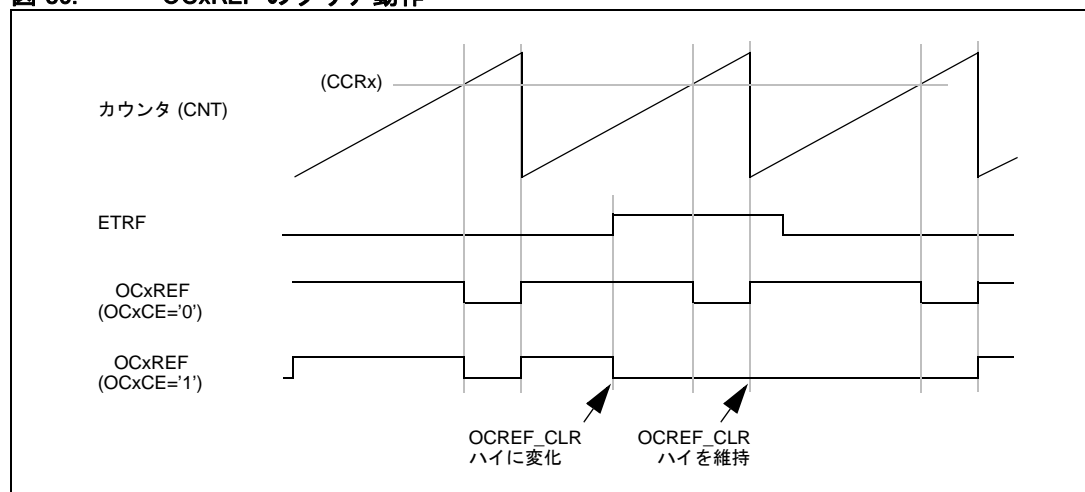 (CCRx)
カウンタ (CNT)
ETRF
OCxREF
(OCxCE='0')
OCxREF
(OCxCE='1')
OCREF_CLR
ハイに変化
OCREF_CLR
ハイを維持